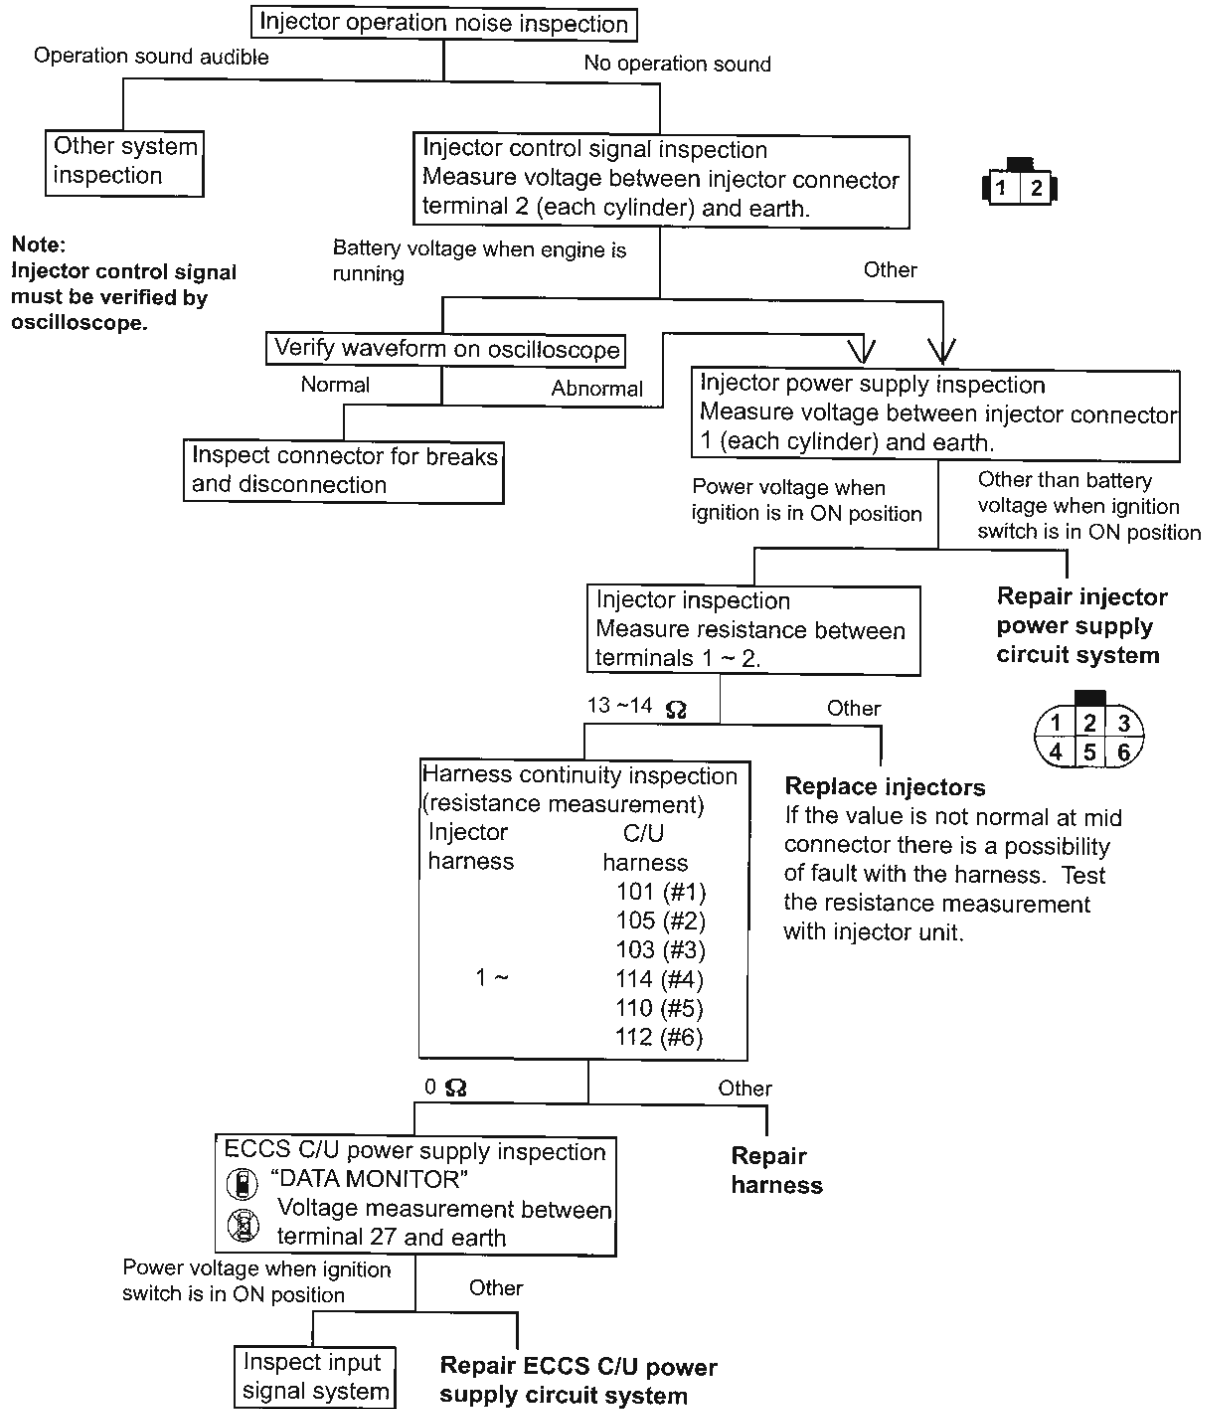 Injector operation noise inspection
Operation sound audible
No operation sound
Other system
inspection
Injector control signal inspection
Measure voltage between injector connector
terminal 2 (each cylinder) and earth.
1 2
Note:
Injector control signal
must be verified by
oscilloscope.
Battery voltage when engine is
running
Other
Verify waveform on oscilloscope
Normal
Abnormal
Injector power supply inspection
Measure voltage between injector connector
1 (each cylinder) and earth.
Inspect connector for breaks
and disconnection
Power voltage when
ignition is in ON position
Other than battery
voltage when ignition
switch is in ON position
Injector inspection
Measure resistance between
terminals 1 ~ 2.
Repair injector
power supply
circuit system
13 ~14 Ω
Other
1 2 3
4 5 6
Harness continuity inspection
(resistance measurement)
Injector C/U
harness harness
101 (#1)
105 (#2)
103 (#3)
1 ~ 114 (#4)
110 (#5)
112 (#6)
Replace injectors
If the value is not normal at mid
connector there is a possibility
of fault with the harness. Test
the resistance measurement
with injector unit.
0 Ω
Other
ECCS C/U power supply inspection
“DATA MONITOR”
Voltage measurement between
terminal 27 and earth
Repair
harness
Power voltage when ignition
switch is in ON position
Other
Inspect input
signal system
Repair ECCS C/U power
supply circuit system